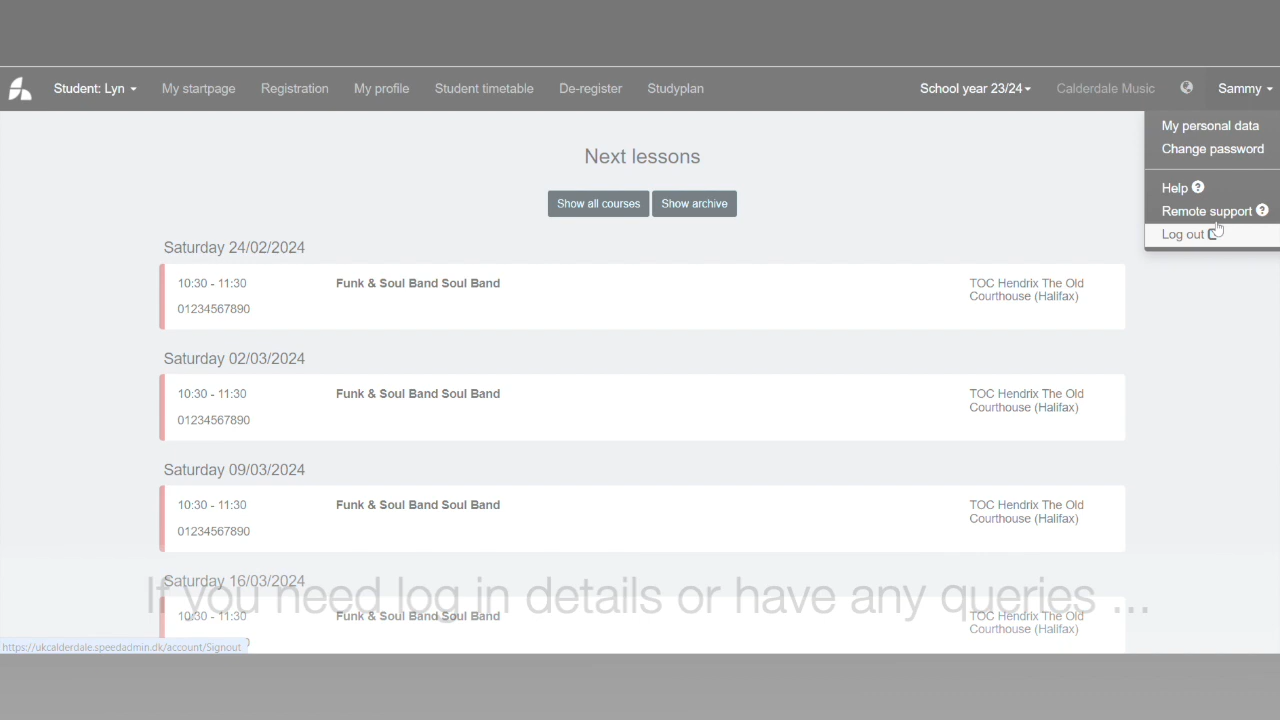 Student: Lyn
My startpage
Registration
My profile
Student timetable
De-register
Studyplan
School year 23/24
Calderdale Music
Sammy
My personal data
Change password
Help
Remote support
Log out
Next lessons
Show all courses
Show archive
Saturday 24/02/2024
10:30 - 11:30
Funk & Soul Band Soul Band
TOC Hendrix The Old
Courthouse (Halifax)
01234567890
Saturday 02/03/2024
10:30 - 11:30
Funk & Soul Band Soul Band
TOC Hendrix The Old
Courthouse (Halifax)
01234567890
Saturday 09/03/2024
10:30 - 11:30
Funk & Soul Band Soul Band
TOC Hendrix The Old
Courthouse (Halifax)
01234567890
Saturday 16/03/2024
If you need log in details or have any queries ...
10:30 - 11:30
Funk & Soul Band Soul Band
TOC Hendrix The Old
Courthouse (Halifax)
https://ukcalderdale.speedadmin.dk/account/Signout